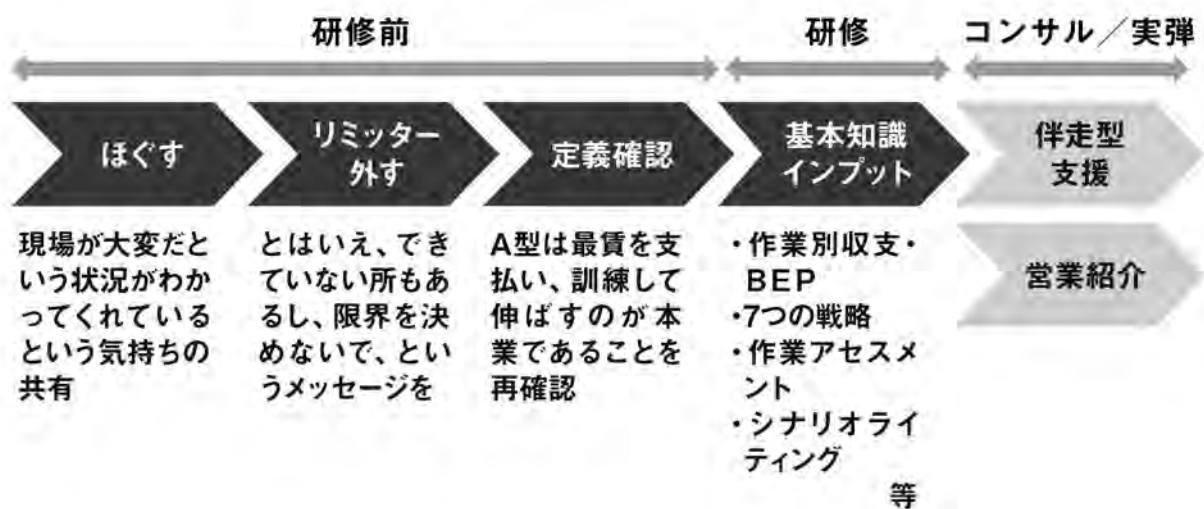 研修前
研修
コンサル／実弾
ほぐす
リミッター
外す
定義確認
基本知識
インプット
伴走型
支援
営業紹介
現場が大変だと
いう状況がわか
ってくれている
という気持ちの
共有
とはいえ、でき
ていない所もあ
るし、限界を決
めないで、とい
うメッセージを
A型は最賃を支
払い、訓練して
伸ばすのが本
業であることを
再確認
・作業別収支・
BEP
・7つの戦略
・作業アセスメ
ント
・シナリオライ
ティング
等